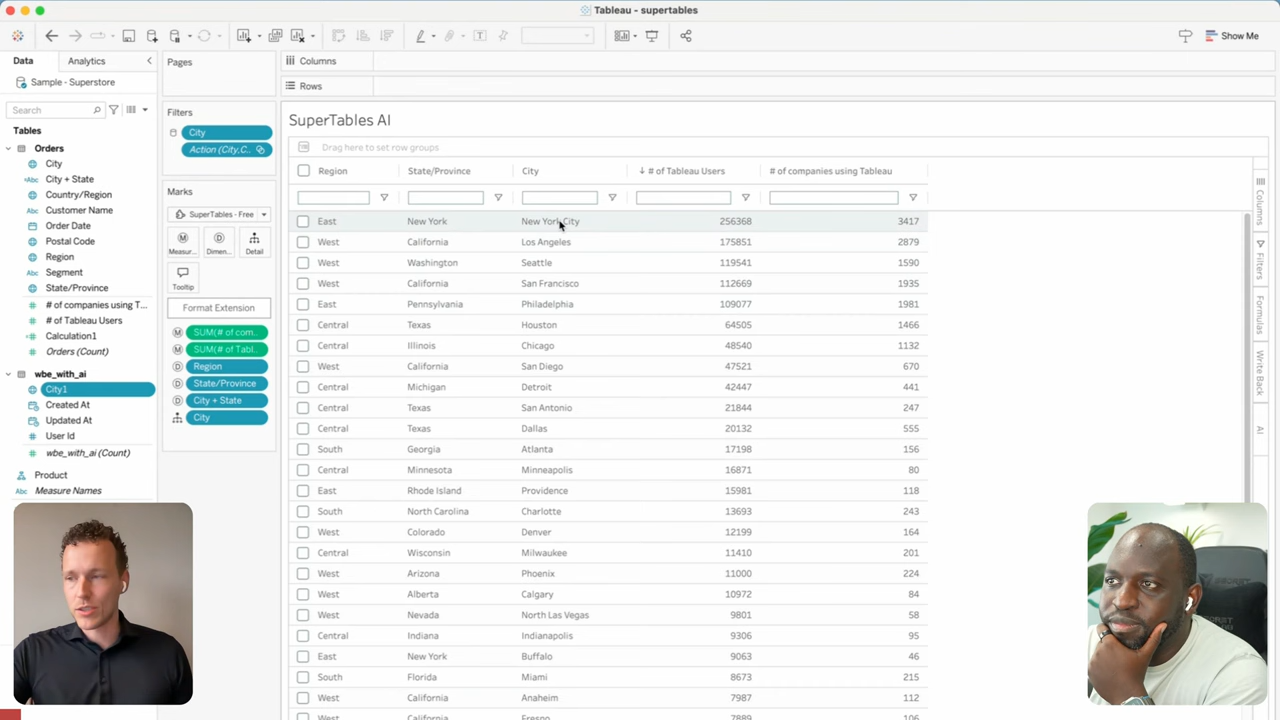 Tableau - supertables
Show Me
Data
Analytics
Sample - Superstore
Search
Tables
Orders
City
City + State
Country/Region
Customer Name
Order Date
Postal Code
Region
Segment
State/Province
# of companies using T...
# of Tableau Users
Calculation1
Orders (Count)
wbe_with_ai
City1
Created At
Updated At
User Id
wbe_with_ai (Count)
Product
Measure Names
Pages
Filters
City
Action (City,C..
Marks
SuperTables - Free
Measur...
Dimen...
Detail
Tooltip
Format Extension
SUM(# of com..
SUM(# of Tabl..
Region
State/Province
City + State
City
Columns
Rows
SuperTables AI
Drag here to set row groups
Region State/Province City # of Tableau Users # of companies using Tableau
East New York New York City 256368 3417
West California Los Angeles 175851 2879
West Washington Seattle 119541 1590
West California San Francisco 112669 1935
East Pennsylvania Philadelphia 109077 1981
Central Texas Houston 64505 1466
Central Illinois Chicago 48540 1132
West California San Diego 47521 670
Central Michigan Detroit 42447 441
Central Texas San Antonio 21844 247
Central Texas Dallas 20132 555
South Georgia Atlanta 17198 156
Central Minnesota Minneapolis 16871 80
East Rhode Island Providence 15981 118
South North Carolina Charlotte 13693 243
West Colorado Denver 12199 164
Central Wisconsin Milwaukee 11410 201
West Arizona Phoenix 11000 224
West Alberta Calgary 10972 84
West Nevada North Las Vegas 9801 58
Central Indiana Indianapolis 9306 95
East New York Buffalo 9063 46
South Florida Miami 8673 215
West California Anaheim 7987 112
West California Fresno 7889 106
Columns
Filters
Formulas
Write Back
AI